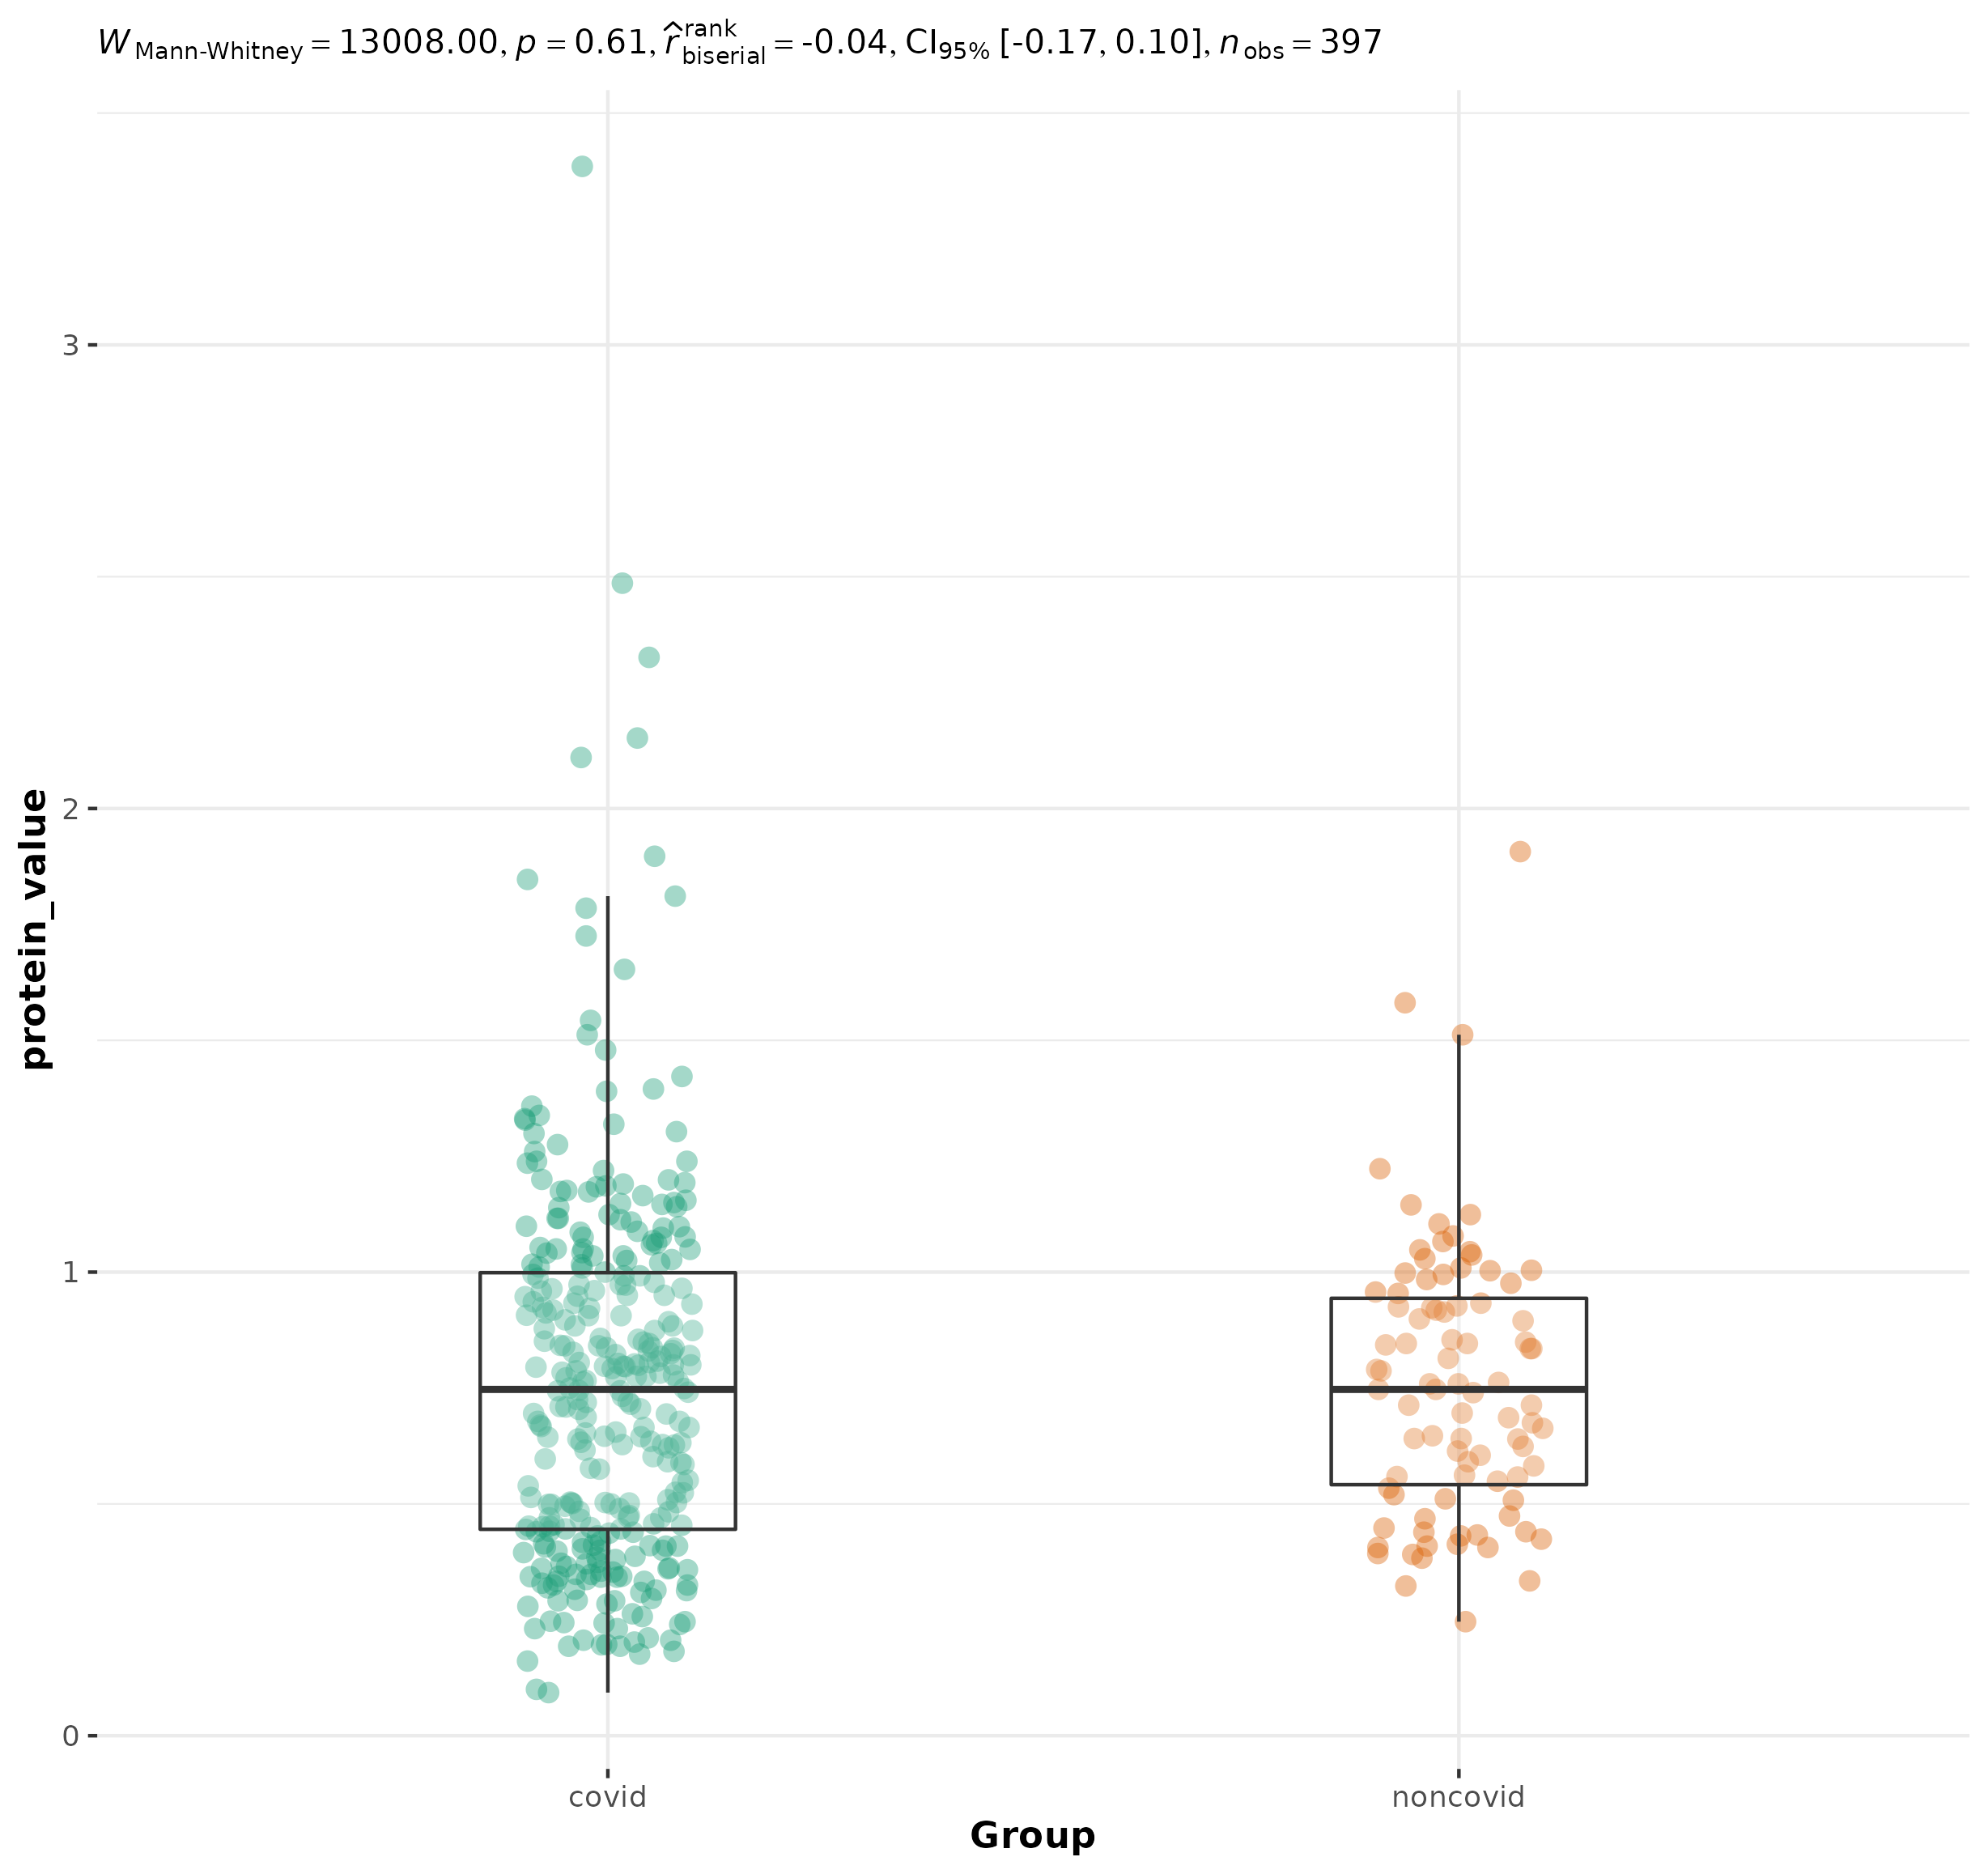 W Mann-Whitney = 13008.00, p = 0.61, r̂ rank biserial = -0.04, CI95% [-0.17, 0.10], n obs = 397
3
2
1
0
protein_value
covid
noncovid
Group